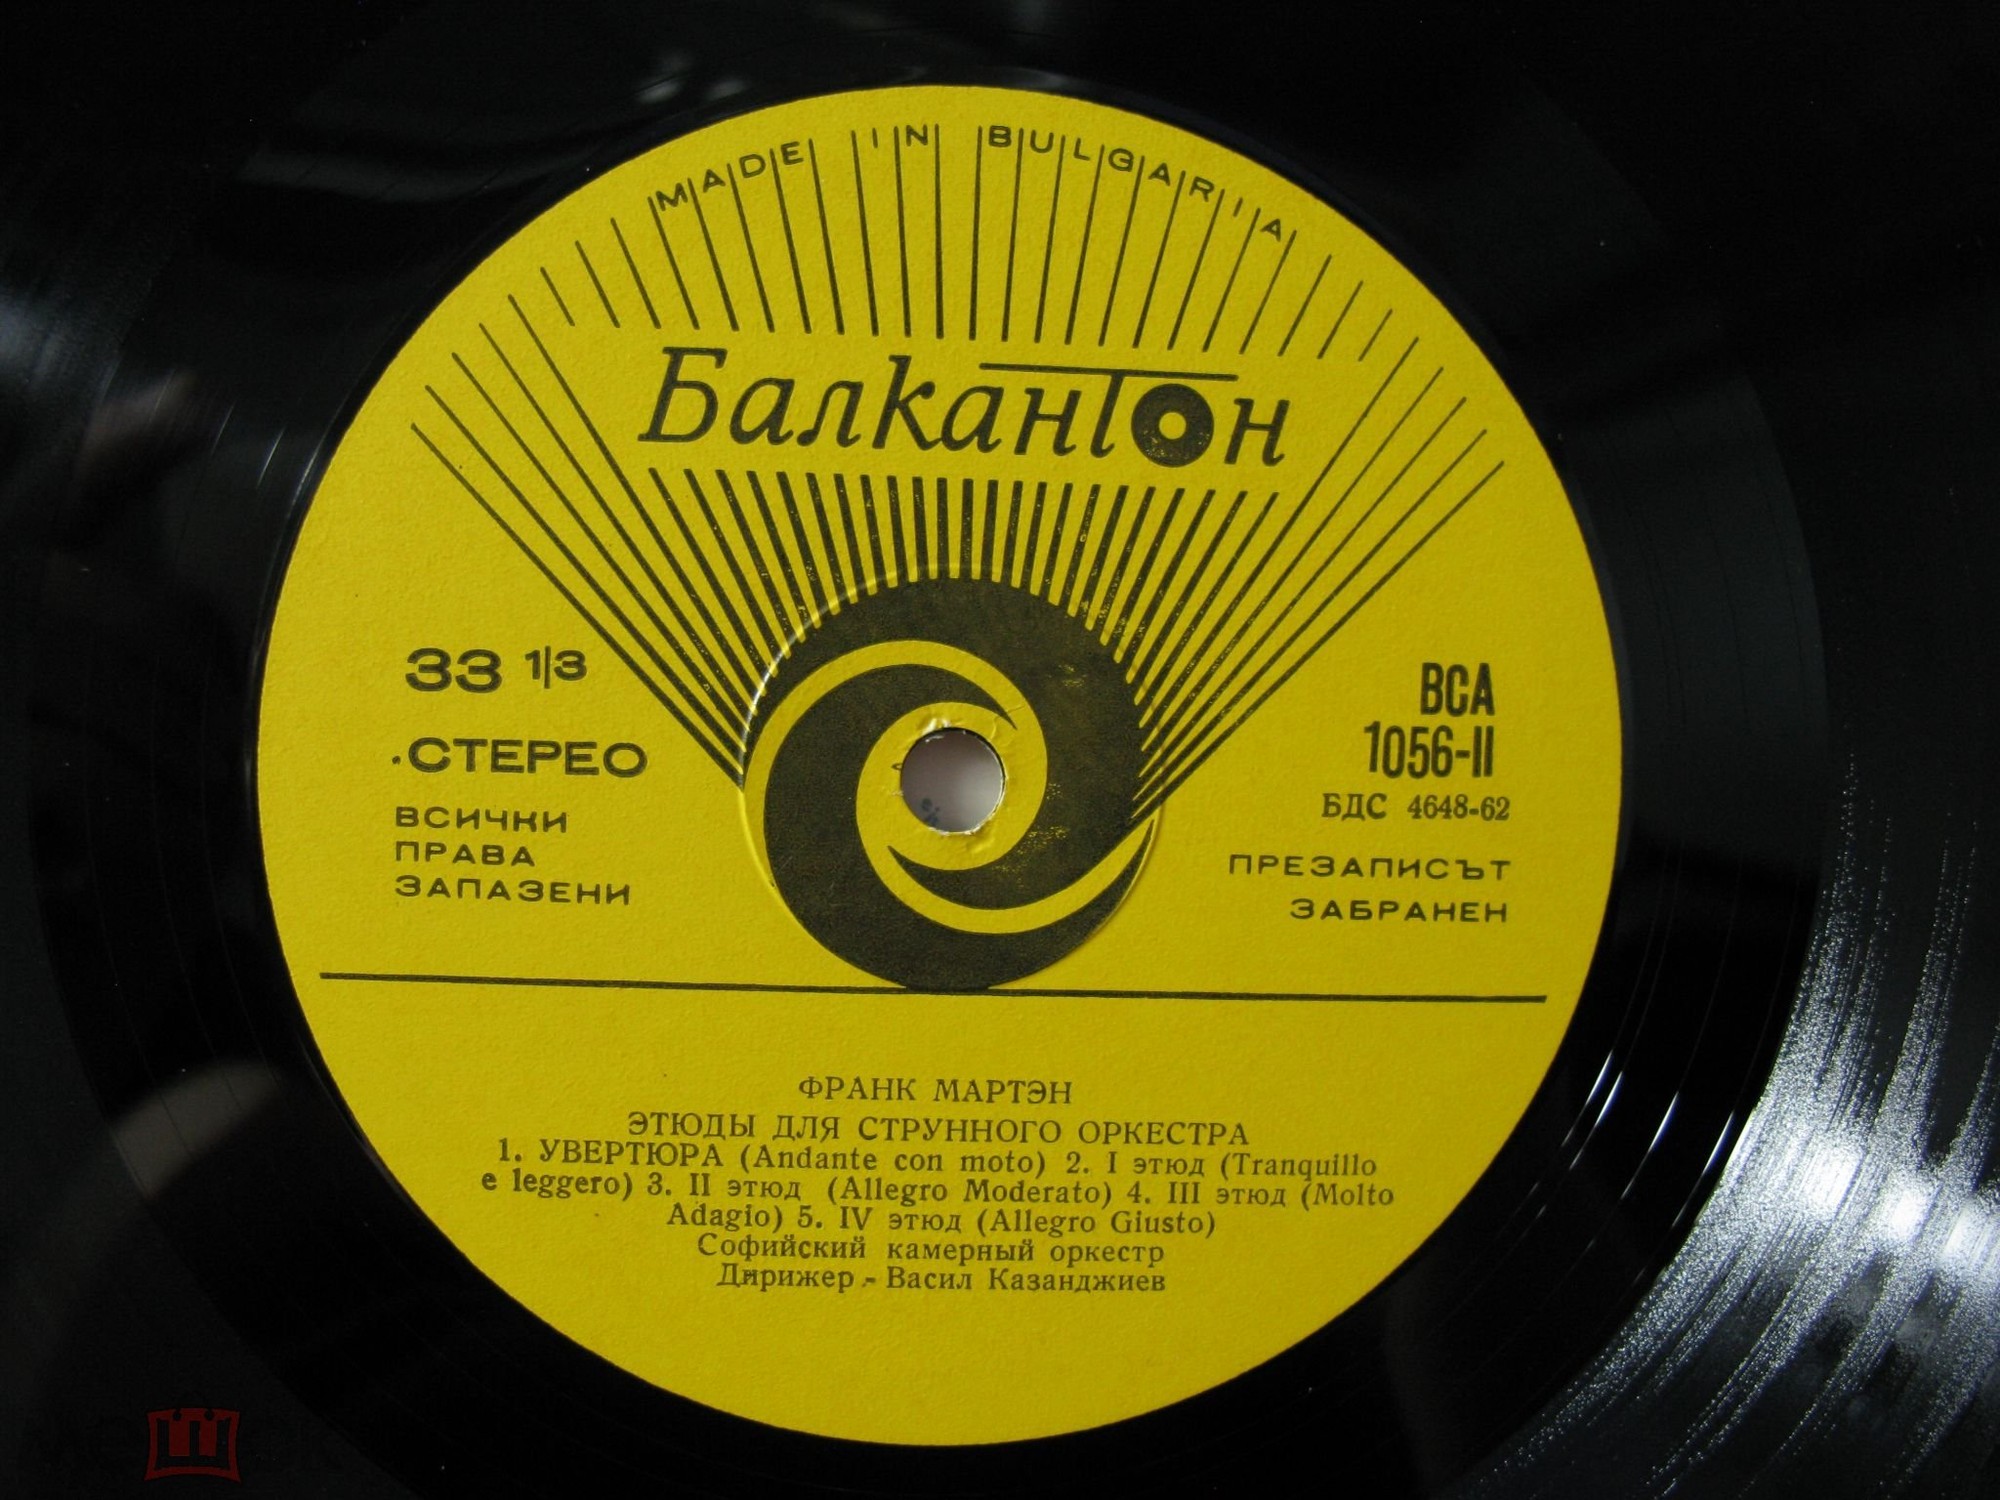 MADE IN BULGARIA
Балкантон
33 1/3
СТЕРЕО
ВСИЧКИ
ПРАВА
ЗАПАЗЕНИ
ВСА
1056-II
БДС 4648-62
ПРЕЗАПИСЪТ
ЗАБРАНЕН
ФРАНК МАРТЭН
ЭТЮДЫ ДЛЯ СТРУННОГО ОРКЕСТРА
1. УВЕРТЮРА (Andante con moto) 2. I этюд (Tranquillo
e leggero) 3. II этюд (Allegro Moderato) 4. III этюд (Molto
Adagio) 5. IV этюд (Allegro Giusto)
Софийский камерный оркестр
Дирижер - Васил Казанджиев